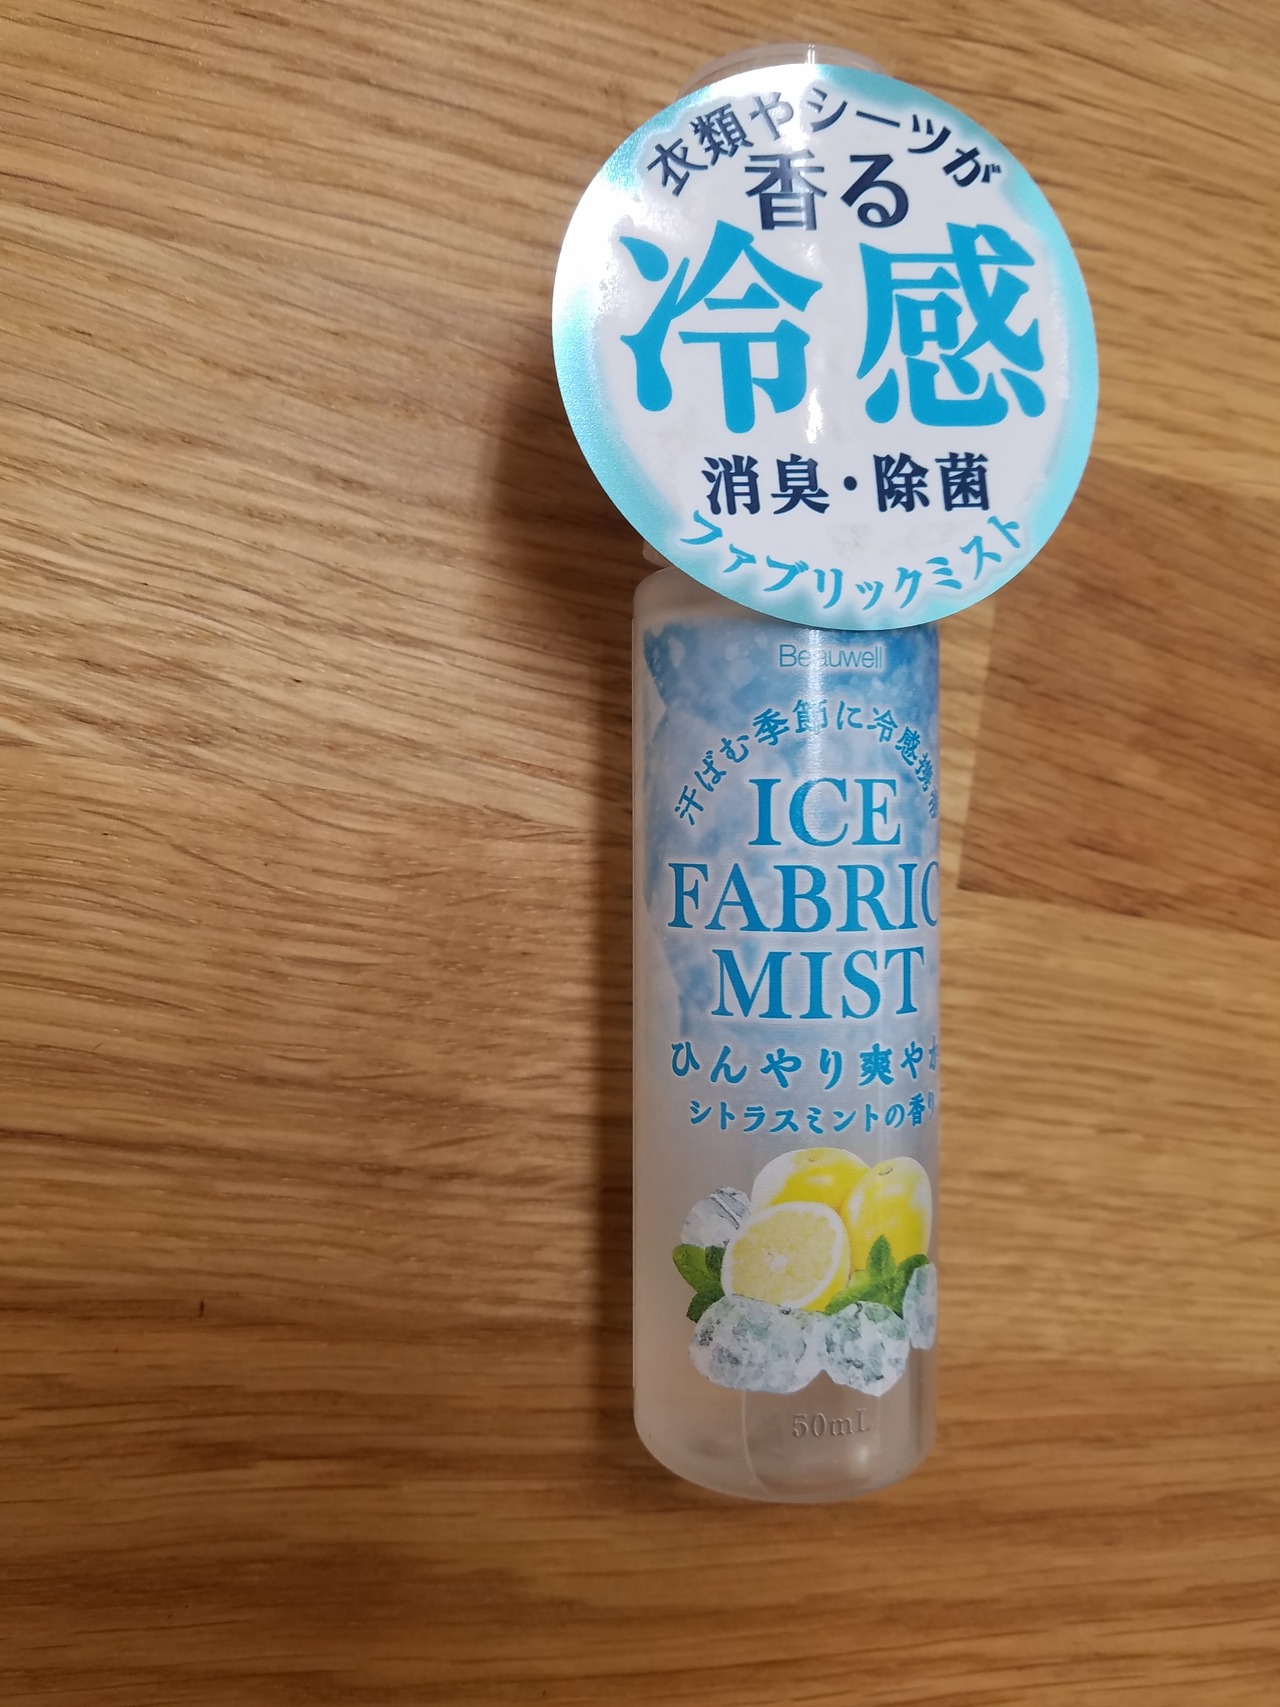 衣類やシーツが
香る
冷感
消臭・除菌
ファブリックミスト
Beauwell
汗ばむ季節に冷感携帯
ICE
FABRIC
MIST
ひんやり爽やか
シトラスミントの香り
50mL